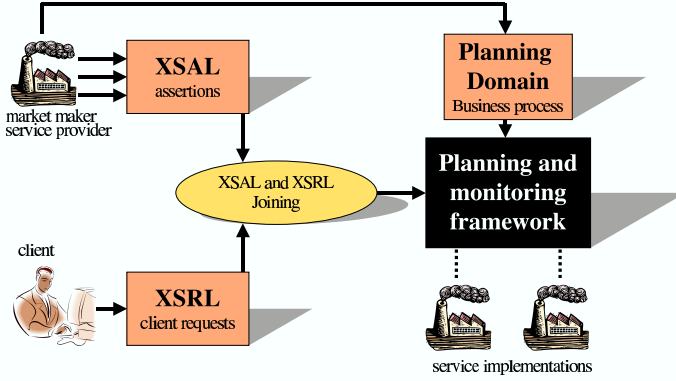 XSAL
assertions
market maker
service provider
Planning
Domain
Business process
XSAL and XSRL
Joining
Planning and
monitoring
framework
client
XSRL
client requests
service implementations